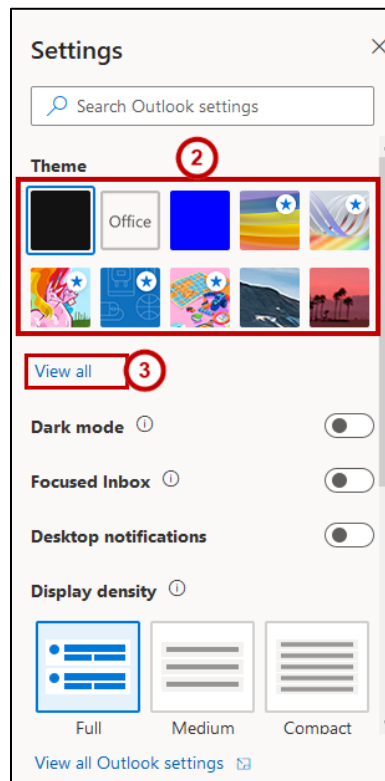 Settings
Search Outlook settings
Theme
2
Office
View all
3
Dark mode
Focused Inbox
Desktop notifications
Display density
Full Medium Compact
View all Outlook settings